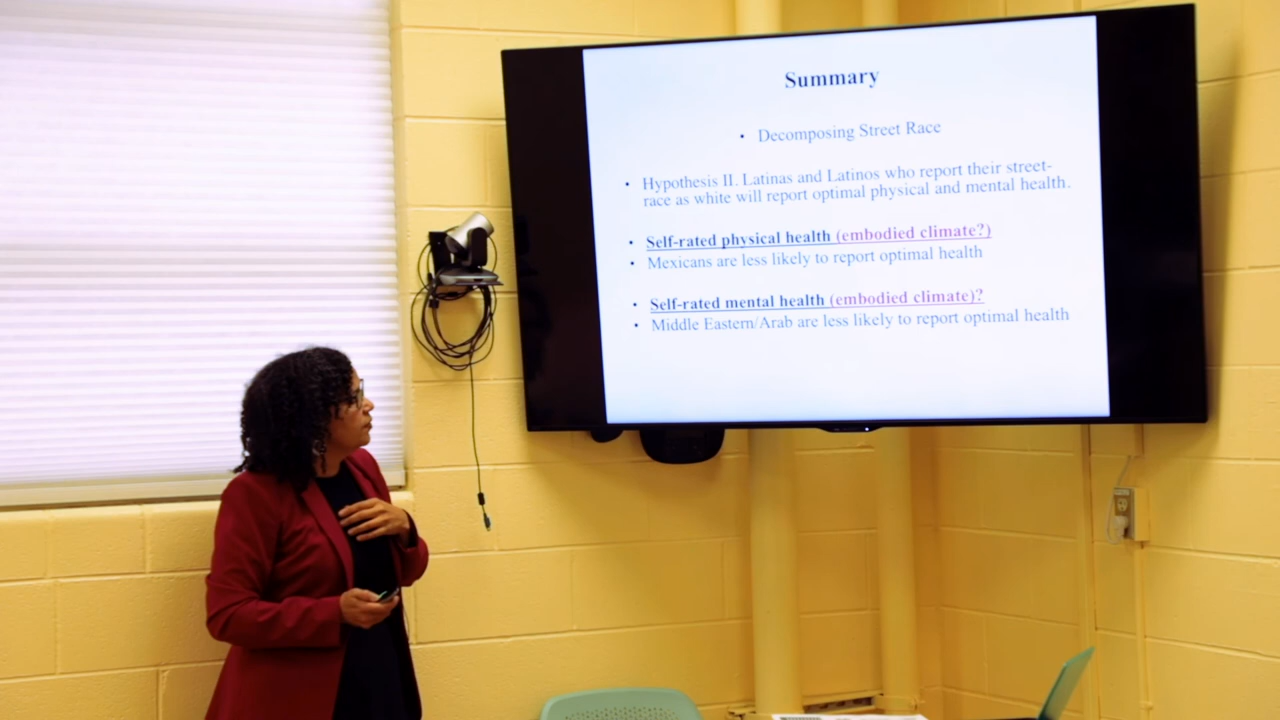 Summary
• Decomposing Street Race
• Hypothesis II. Latinas and Latinos who report their street-
race as white will report optimal physical and mental health.
• Self-rated physical health (embodied climate?)
• Mexicans are less likely to report optimal health
• Self-rated mental health (embodied climate)?
• Middle Eastern/Arab are less likely to report optimal health